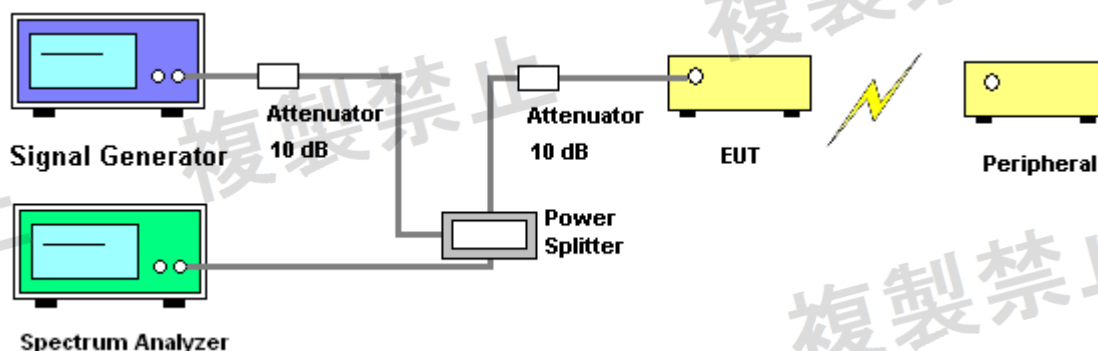 Attenuator
10 dB
Signal Generator
Attenuator
10 dB
EUT
Peripheral
Power
Splitter
Spectrum Analyzer
複製禁止
複製禁止
複製禁止
止